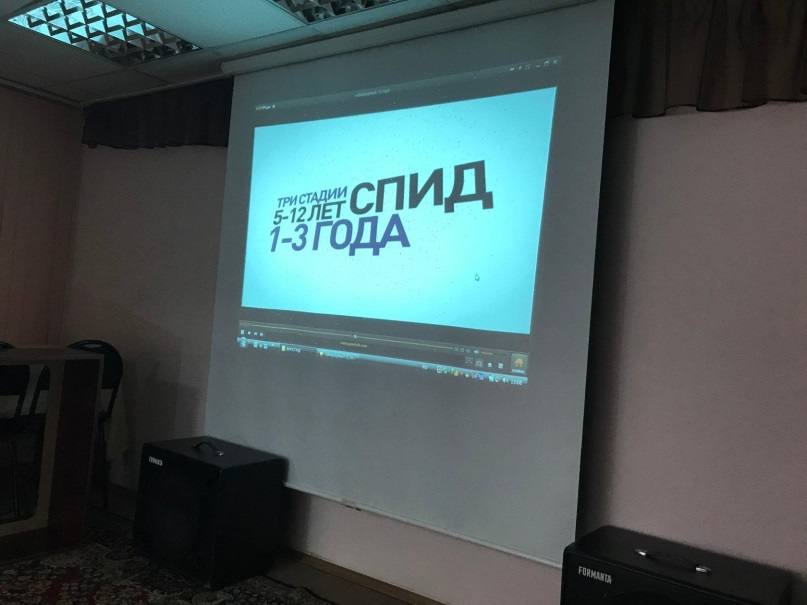 ТРИ СТАДИИ
5-12 ЛЕТ СПИД
1-3 ГОДА
FORMANTA